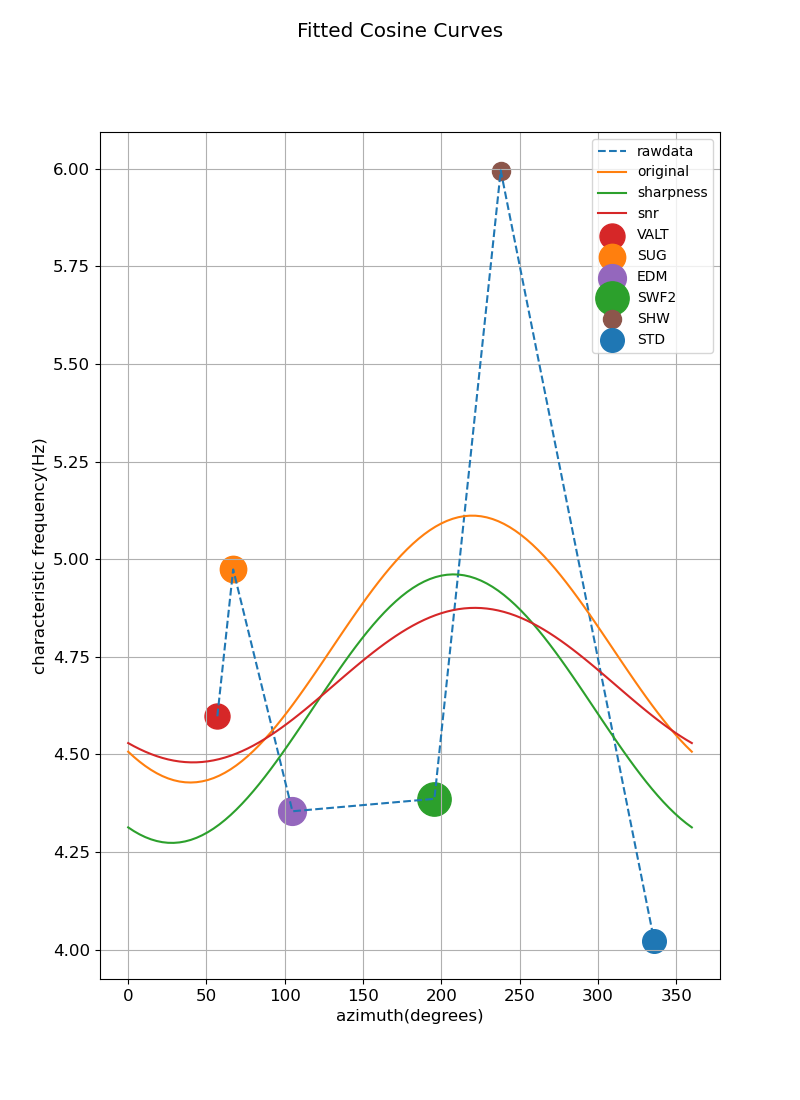 Fitted Cosine Curves
6.00
5.75
5.50
5.25
5.00
4.75
4.50
4.25
4.00
characteristic frequency(Hz)
0 50 100 150 200 250 300 350
azimuth(degrees)
rawdata
original
sharpness
snr
VALT
SUG
EDM
SWF2
SHW
STD